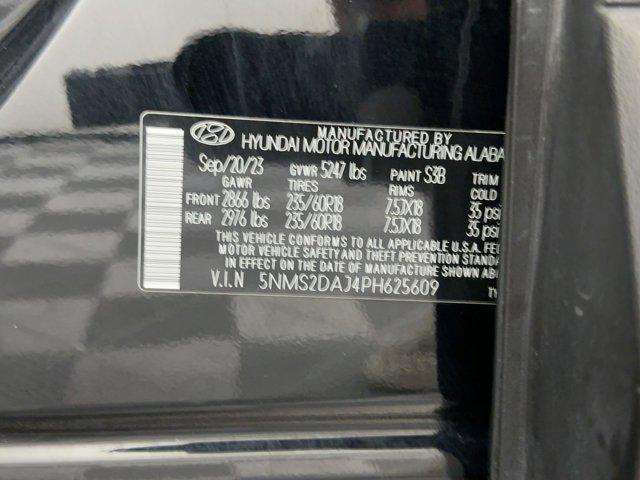 MANUFACTURED BY
HYUNDAI MOTOR MANUFACTURING ALABA
Sep/20/23 GVWR 5247 lbs PAINT S3B TRIM
GAWR TIRES RIMS COLD
FRONT 2866 lbs 235/60R18 7.5JX18 35 psi
REAR 2976 lbs 235/60R18 7.5JX18 35 psi
THIS VEHICLE CONFORMS TO ALL APPLICABLE U.S.A. FED
MOTOR VEHICLE SAFETY AND THEFT PREVENTION STANDA
IN EFFECT ON THE DATE OF MANUFACTURE SHOWN ABO
V.I.N 5NMS2DAJ4PH625609 TY